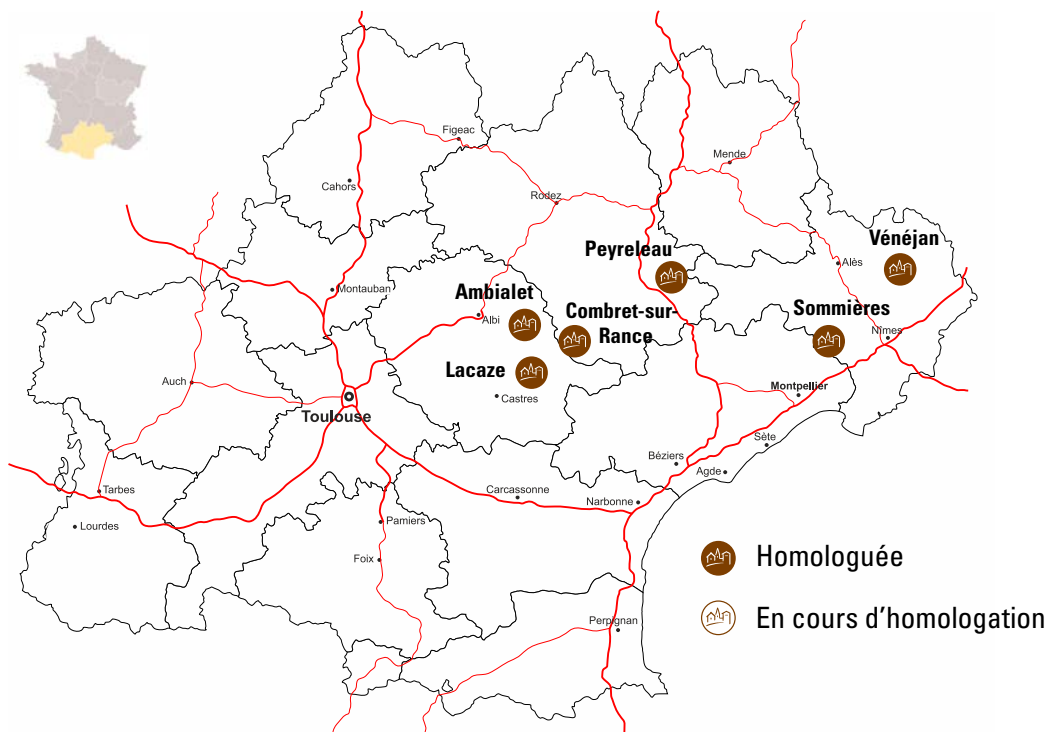 Figeac
Mende
Cahors
Rodez
Vénéjan
Peyreleau
Alès
Montauban
Ambialet
Albi
Combret-sur-
Rance
Sommières
Nîmes
Lacaze
Auch
Castres
Montpellier
Toulouse
Sète
Béziers
Agde
Tarbes
Carcassonne
Narbonne
Lourdes
Pamiers
Foix
Homologuée
En cours d'homologation
Perpignan